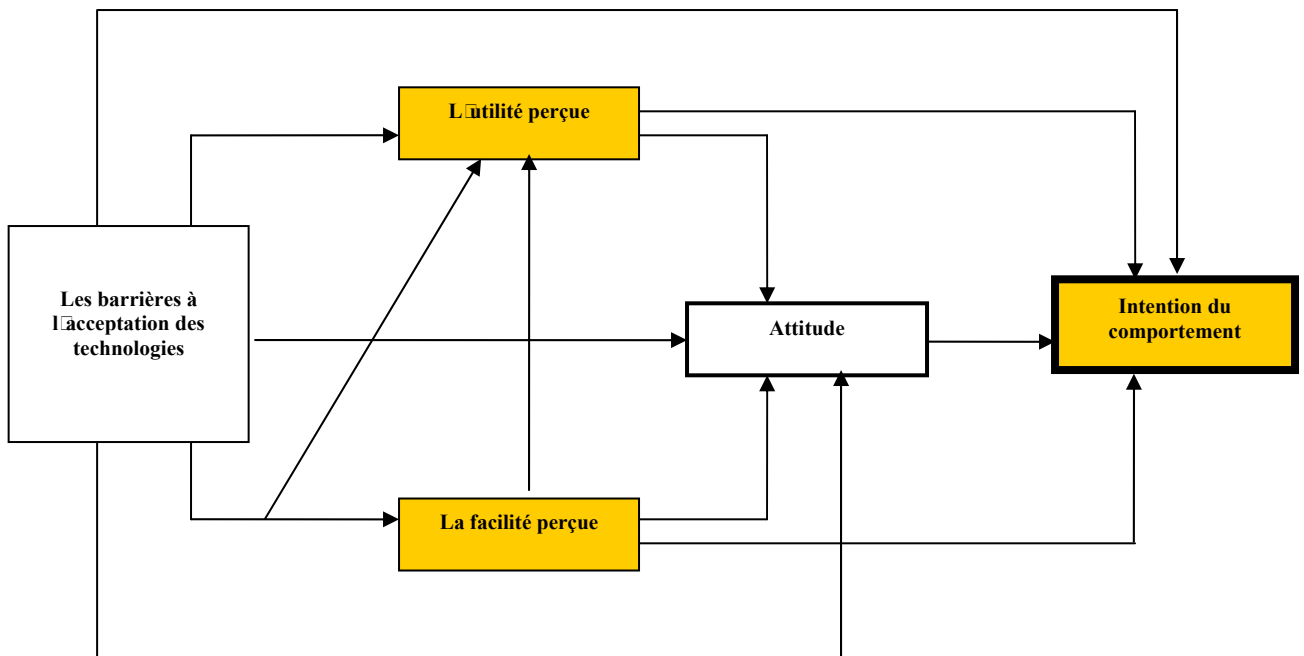 L□utilité perçue
Les barrières à
l□acceptation des
technologies
Attitude
Intention du
comportement
La facilité perçue